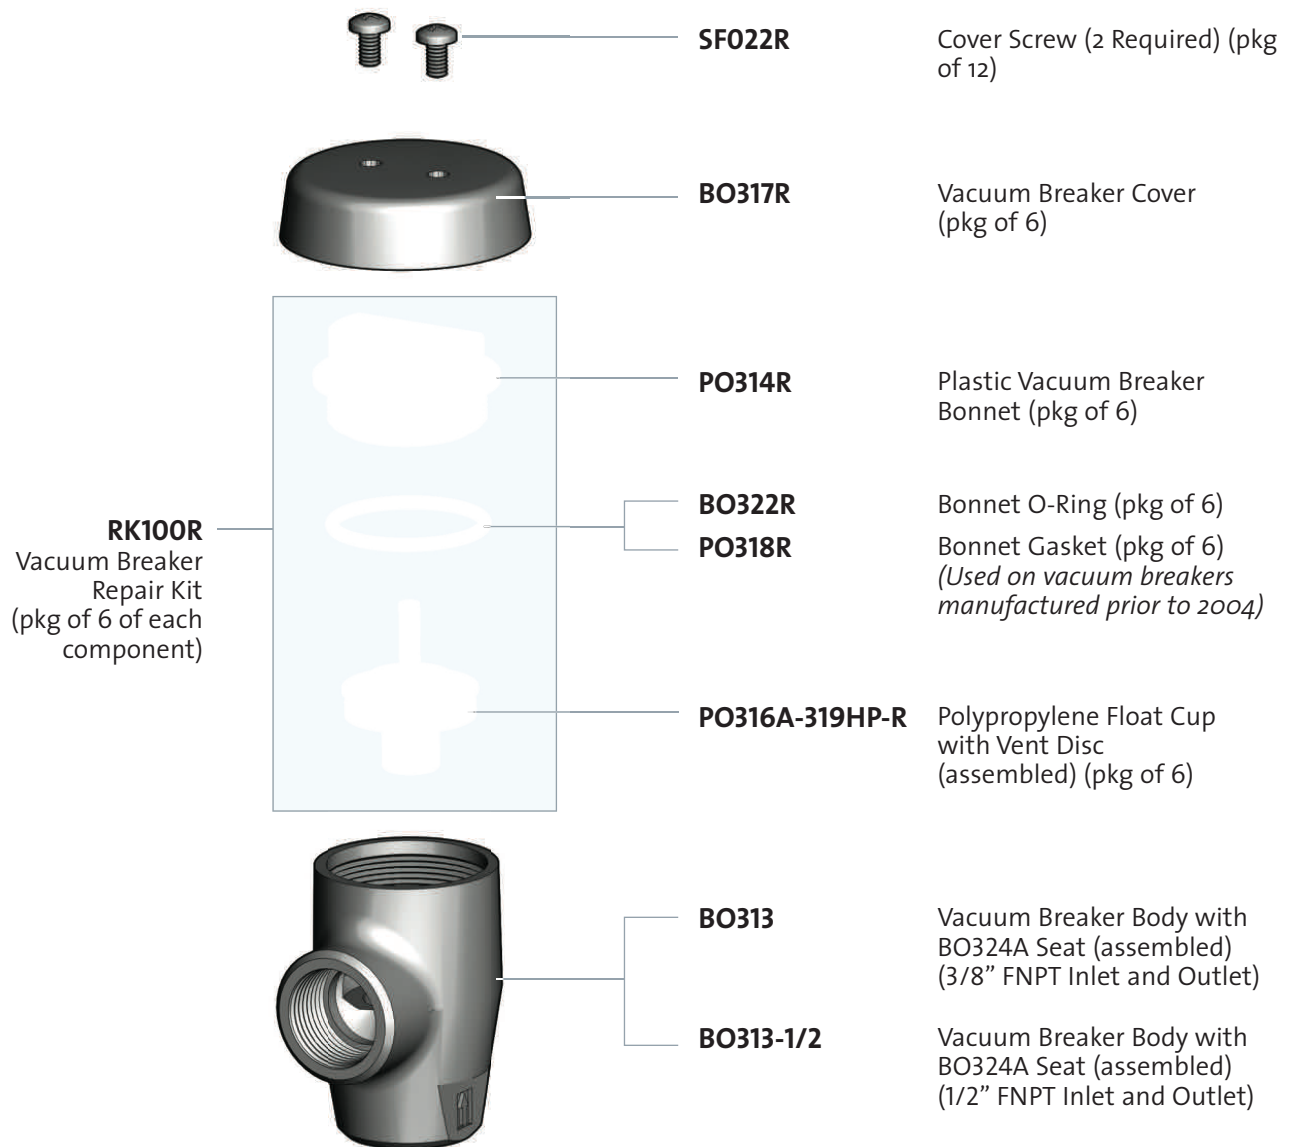 SF022R
Cover Screw (2 Required) (pkg
of 12)
BO317R
Vacuum Breaker Cover
(pkg of 6)
PO314R
Plastic Vacuum Breaker
Bonnet (pkg of 6)
BO322R
Bonnet O-Ring (pkg of 6)
RK100R
Vacuum Breaker
Repair Kit
(pkg of 6 of each
component)
PO318R
Bonnet Gasket (pkg of 6)
(Used on vacuum breakers
manufactured prior to 2004)
PO316A-319HP-R
Polypropylene Float Cup
with Vent Disc
(assembled) (pkg of 6)
BO313
Vacuum Breaker Body with
BO324A Seat (assembled)
(3/8” FNPT Inlet and Outlet)
BO313-1/2
Vacuum Breaker Body with
BO324A Seat (assembled)
(1/2” FNPT Inlet and Outlet)